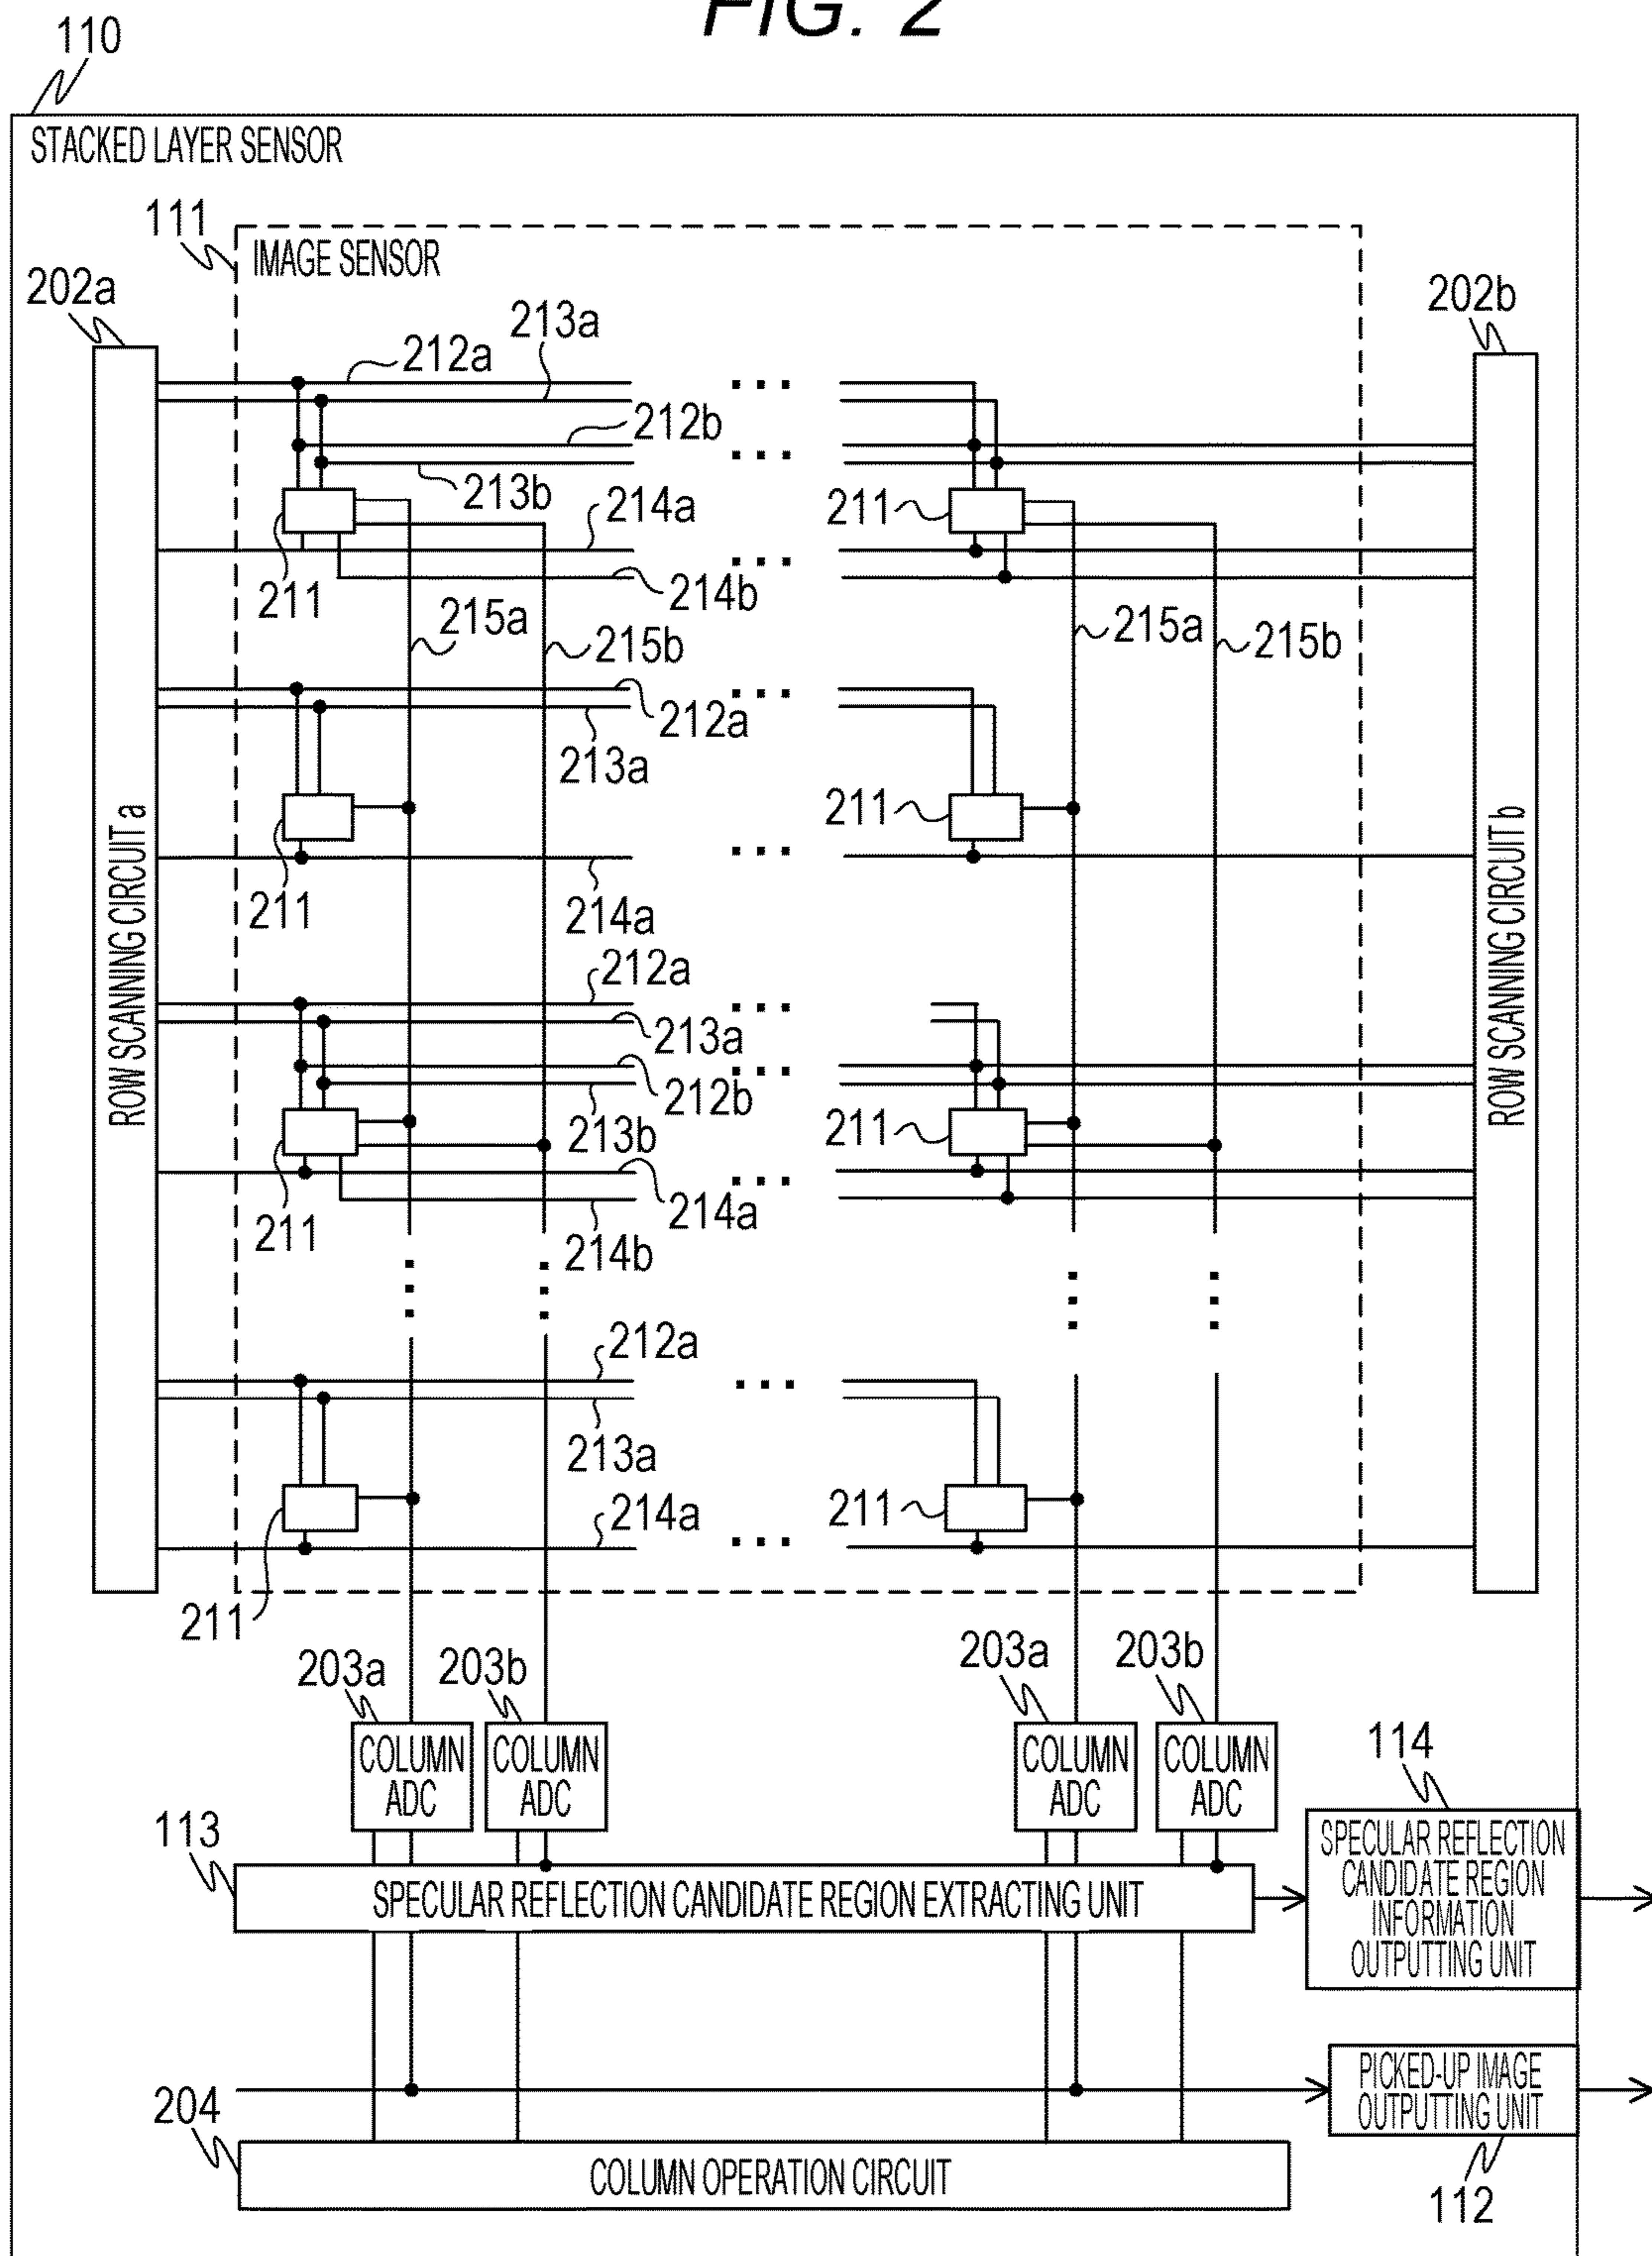 FIG. 2
110
STACKED LAYER SENSOR
111
IMAGE SENSOR
202a
202b
213a
212a
212b
213b
214a
211
211
214b
215a
215b
215a
215b
212a
213a
211
211
214a
212a
213a
212b
213b
211
211
214a
214b
ROW SCANNING CIRCUIT a
ROW SCANNING CIRCUIT b
212a
213a
214a
211
211
203a
203b
203a
203b
COLUMN
ADC
COLUMN
ADC
COLUMN
ADC
COLUMN
ADC
114
113
SPECULAR REFLECTION CANDIDATE REGION EXTRACTING UNIT
SPECULAR REFLECTION
CANDIDATE REGION
INFORMATION
OUTPUTTING UNIT
PICKED-UP IMAGE
OUTPUTTING UNIT
204
COLUMN OPERATION CIRCUIT
112